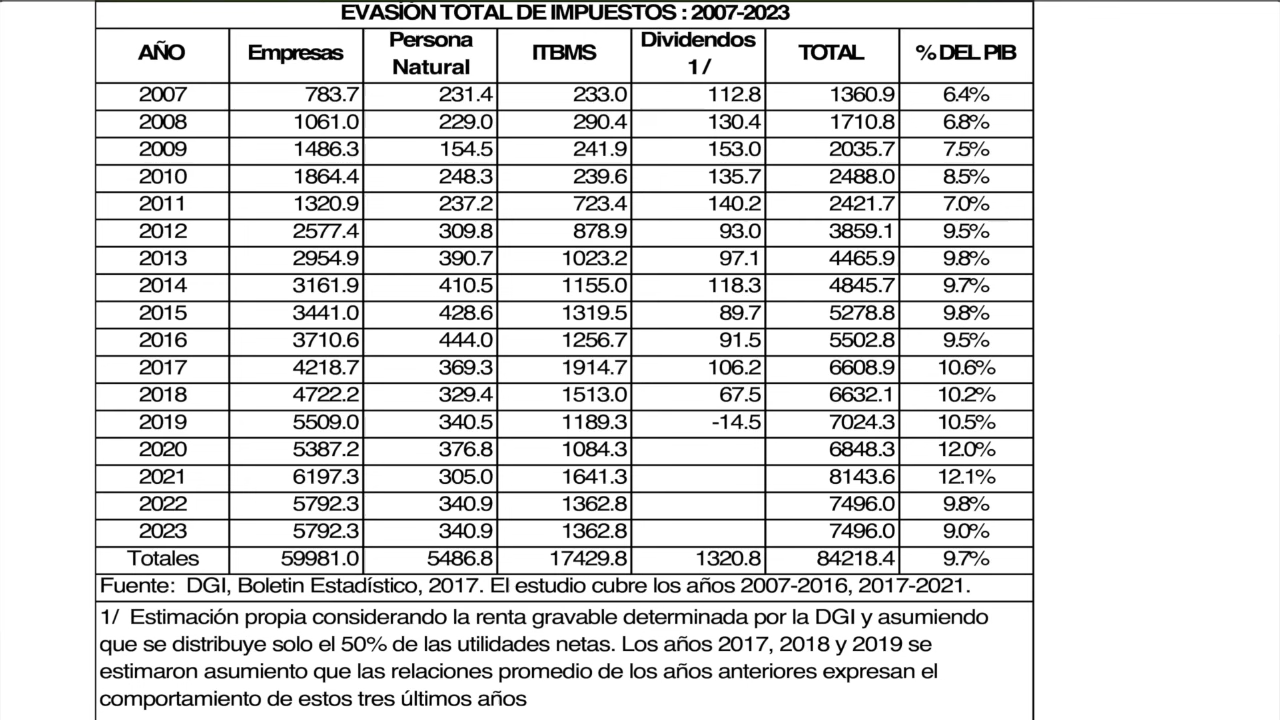 EVASIÓN TOTAL DE IMPUESTOS : 2007-2023
AÑO Empresas Persona Natural ITBMS Dividendos 1/ TOTAL % DEL PIB
2007 783.7 231.4 233.0 112.8 1360.9 6.4%
2008 1061.0 229.0 290.4 130.4 1710.8 6.8%
2009 1486.3 154.5 241.9 153.0 2035.7 7.5%
2010 1864.4 248.3 239.6 135.7 2488.0 8.5%
2011 1320.9 237.2 723.4 140.2 2421.7 7.0%
2012 2577.4 309.8 878.9 93.0 3859.1 9.5%
2013 2954.9 390.7 1023.2 97.1 4465.9 9.8%
2014 3161.9 410.5 1155.0 118.3 4845.7 9.7%
2015 3441.0 428.6 1319.5 89.7 5278.8 9.8%
2016 3710.6 444.0 1256.7 91.5 5502.8 9.5%
2017 4218.7 369.3 1914.7 106.2 6608.9 10.6%
2018 4722.2 329.4 1513.0 67.5 6632.1 10.2%
2019 5509.0 340.5 1189.3 -14.5 7024.3 10.5%
2020 5387.2 376.8 1084.3 6848.3 12.0%
2021 6197.3 305.0 1641.3 8143.6 12.1%
2022 5792.3 340.9 1362.8 7496.0 9.8%
2023 5792.3 340.9 1362.8 7496.0 9.0%
Totales 59981.0 5486.8 17429.8 1320.8 84218.4 9.7%
Fuente: DGI, Boletin Estadístico, 2017. El estudio cubre los años 2007-2016, 2017-2021.
1/ Estimación propia considerando la renta gravable determinada por la DGI y asumiendo
que se distribuye solo el 50% de las utilidades netas. Los años 2017, 2018 y 2019 se
estimaron asumiento que las relaciones promedio de los años anteriores expresan el
comportamiento de estos tres últimos años